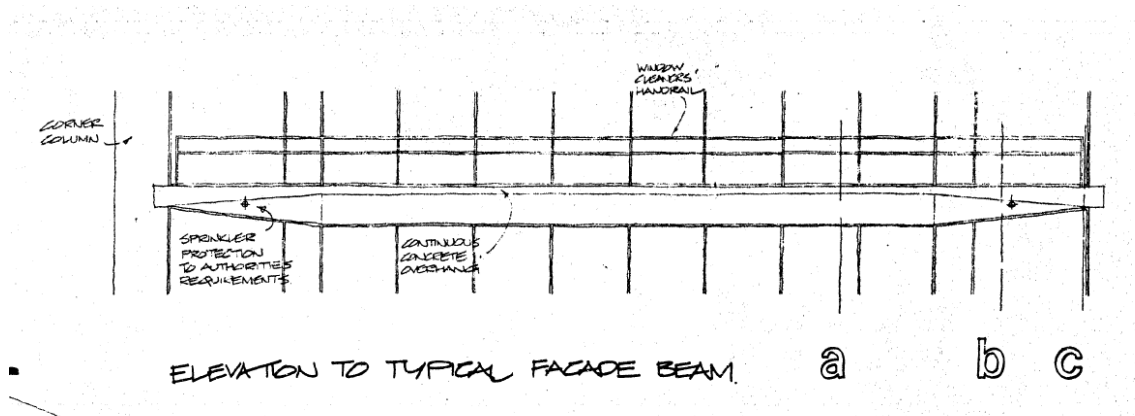 WINDOW
CLEANERS'
HANDRAIL
CORNER
COLUMN
SPRINKLER
PROTECTION
TO AUTHORITIES
REQUIREMENTS.
CONTINUOUS
CONCRETE
OVERHANG
ELEVATION TO TYPICAL FACADE BEAM.
a
b
c